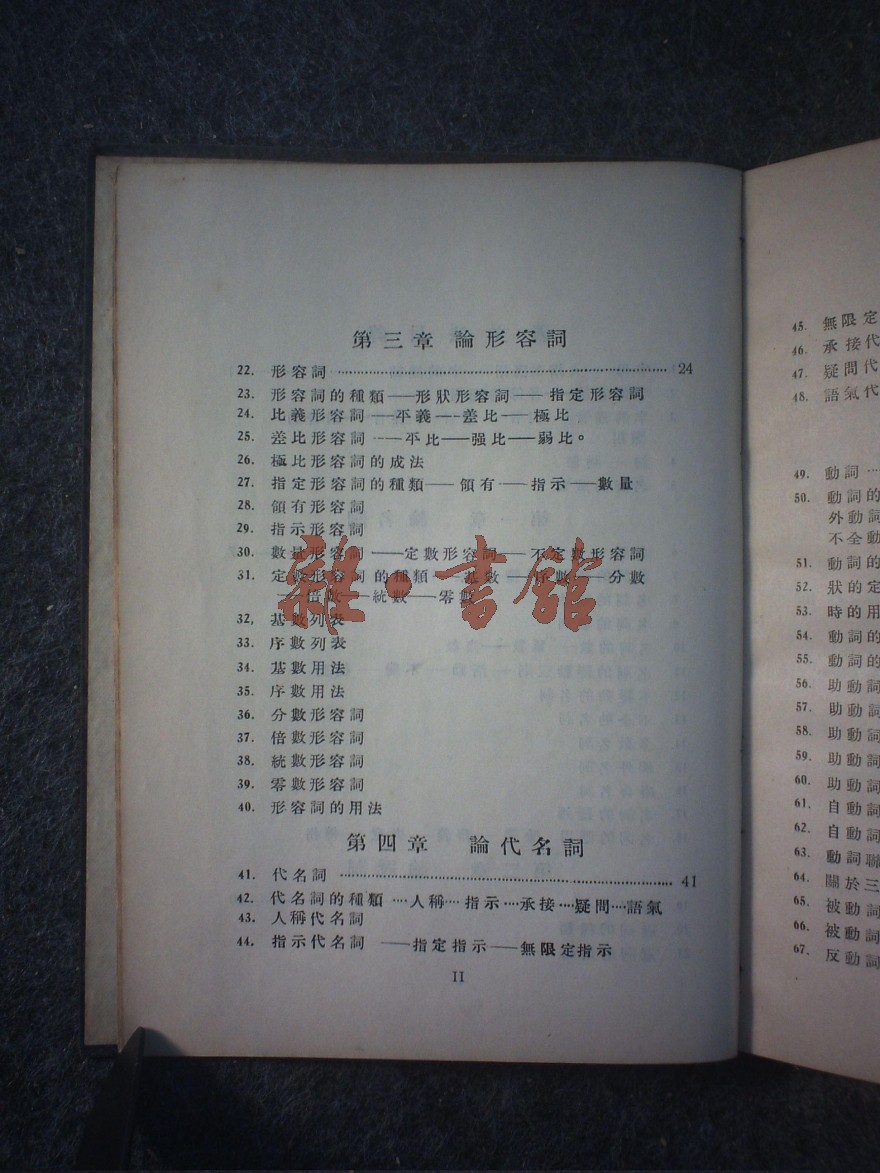 第三章 論形容詞
22. 形容詞 ……………………………………………… 24
23. 形容詞的種類——形狀形容詞——指定形容詞
24. 比義形容詞——平義——差比——極比
25. 差比形容詞——平比——强比——弱比。
26. 極比形容詞的成法
27. 指定形容詞的種類——領有——指示——數量
28. 領有形容詞
29. 指示形容詞
30. 數量形容詞——定數形容詞——不定數形容詞
31. 定數形容詞的種類——基數——序數——分數
——倍數——統數——零數
32, 基數列表
33. 序數列表
34. 基數用法
35. 序數用法
36. 分數形容詞
37. 倍數形容詞
38. 統數形容詞
39. 零數形容詞
40. 形容詞的用法
第四章 論代名詞
41. 代名詞 ……………………………………………… 41
42. 代名詞的種類 …人稱…指示…承接…疑問…語氣
43. 人稱代名詞
44. 指示代名詞 ——指定指示——無限定指示
II
雜·書館
45. 無限定
46. 承接代
47. 疑問代
48. 語氣代
49. 動詞 …
50. 動詞的
外動詞
不全動
51. 動詞的
52. 狀的定
53. 時的用
54. 動詞的
55. 動詞的
56. 助動詞
57. 助動詞
58. 助動詞
59. 助動詞
60. 助動詞
61. 自動詞
62. 自動詞
63. 動詞聯
64. 關於三
65. 被動詞
66. 被動詞
67. 反動詞